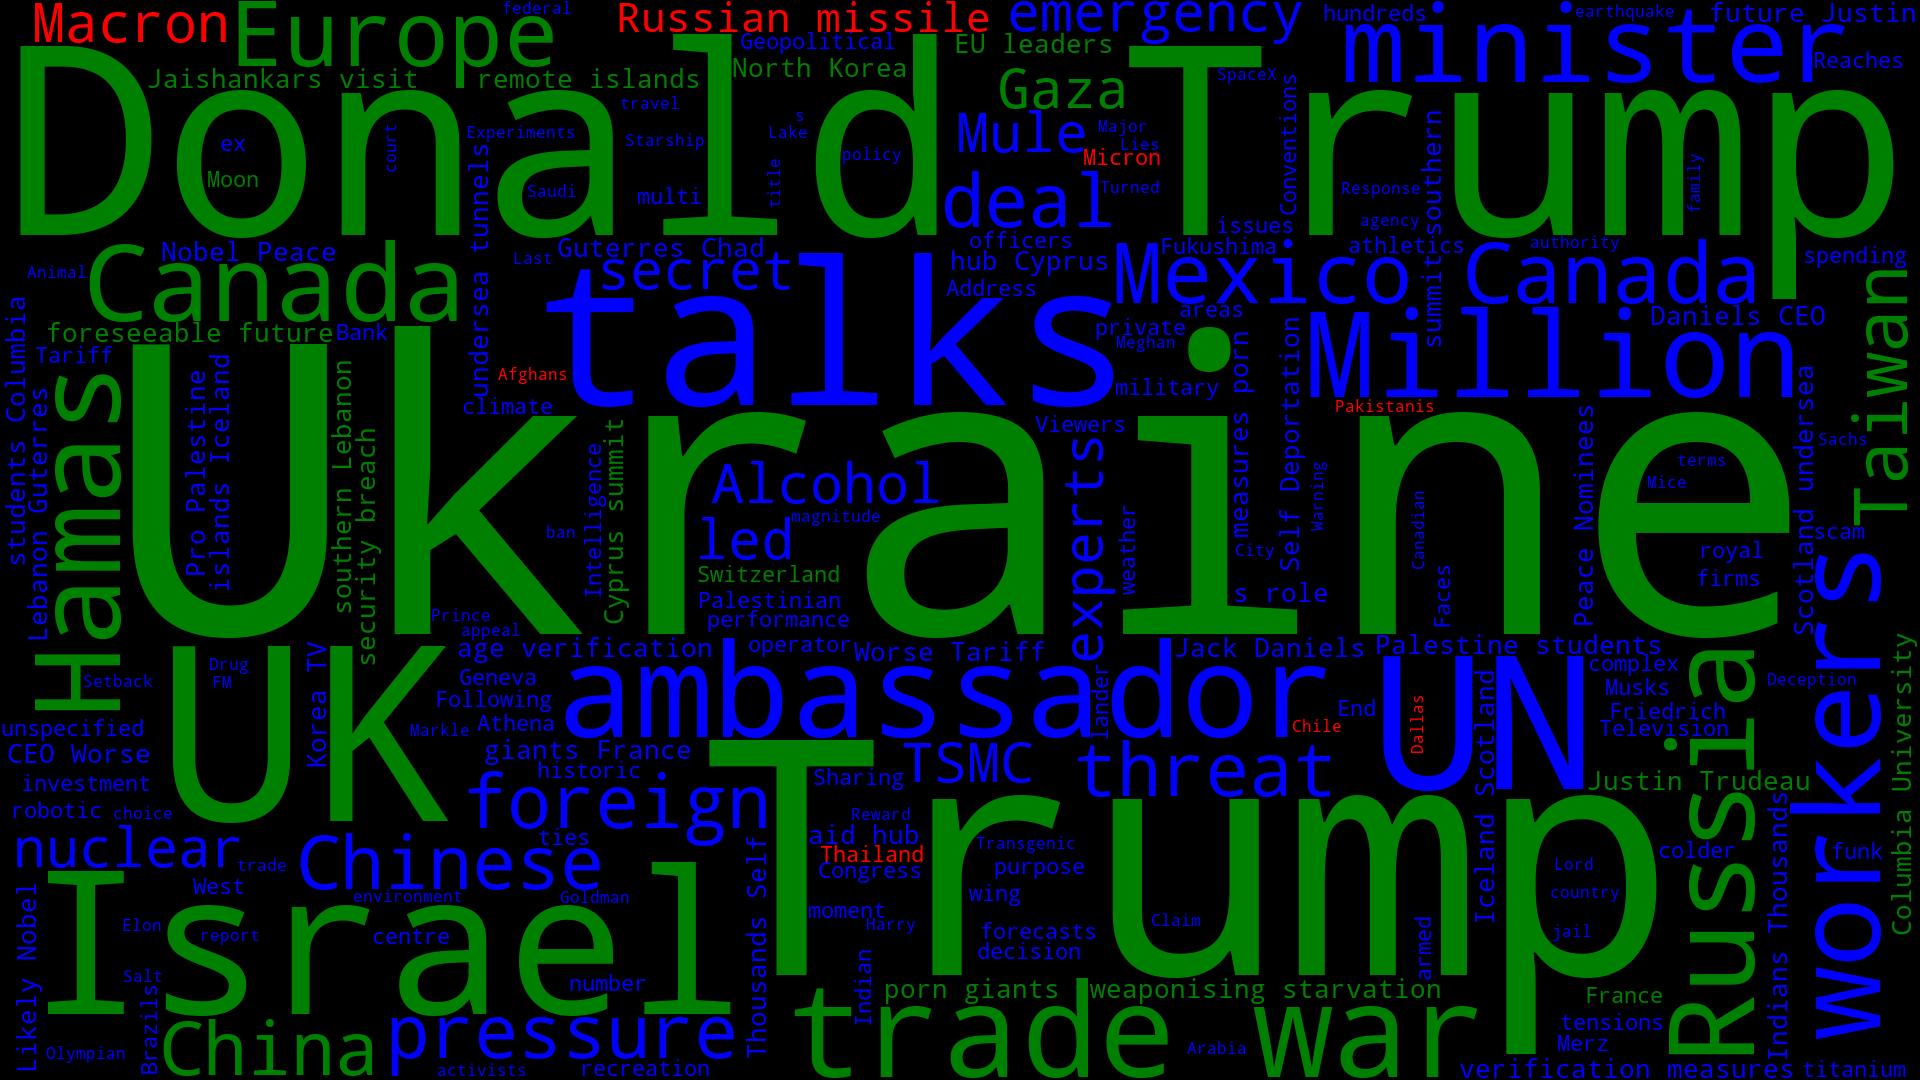 Macron
Europe
federal
Russian missile
emergency
hundreds
earthquake
future Justin
Donald Trump
Geopolitical
EU leaders
minister
Jaishankars visit
remote islands
North Korea
Gaza
SpaceX
Reaches
travel
Conventions
ex
court
Experiments
Starship
s
Lake
policy
Mule
Major
Lies
Micron
southern
Moon
Saudi
multi
title
deal
Turned
Response
family
undersea tunnels
issues
agency
Canada
Nobel Peace
Last
Guterres Chad
officers
Fukushima
athletics
authority
spending
Animal
secret
hub Cyprus
Mexico
Canada
Taiwan
talks
Address
areas
summit
foreseeable future
Bank
private
Meghan
Million
Daniels CEO
students Columbia
Tariff
Afghans
military
measures porn
Self Deportation
Hamas
Lebanon Guterres
Ukraine
Pro Palestine
islands Iceland
southern Lebanon
security breach
climate
Intelligence
Cyprus summit
Viewers
experts
Pakistanis
Peace Nominees
Scotland undersea
Sachs
Alcohol
magnitude
led
ban
weather
City
Warning
Canadian
terms
Mice
scam
royal
firms
Switzerland
Palestinian
performance
s role
Faces
workers
Prince
appeal
age verification
operator
Worse Tariff
Jack Daniels
Palestine students
Setback
UK
Drug
FM
Korea TV
Geneva
Following
Markle
Athena
ambassador
lander
Chile
End
UN
Dallas
complex
Musks
Friedrich
Television
Deception
Russia
Columbia University
unspecified
CEO Worse
giants France
historic
Trump
TSMC
threat
Iceland Scotland
Justin Trudeau
investment
robotic
choice
foreign
Sharing
Reward
nuclear
trade
Chinese
ties
Thousands Self
aid hub
Thailand
Congress
Transgenic
purpose
Lord
colder
funk
Indians Thousands
Likely Nobel
Israel
West
environment
Goldman
wing
country
Elon
report
centre
moment
Harry
Claim
forecasts
decision
armed
jail
Salt
Brazils
number
Indian
porn giants
weaponising starvation
France
China
pressure
trade war
tensions
Olympian
activists
recreation
Arabia
Merz
verification measures
titanium